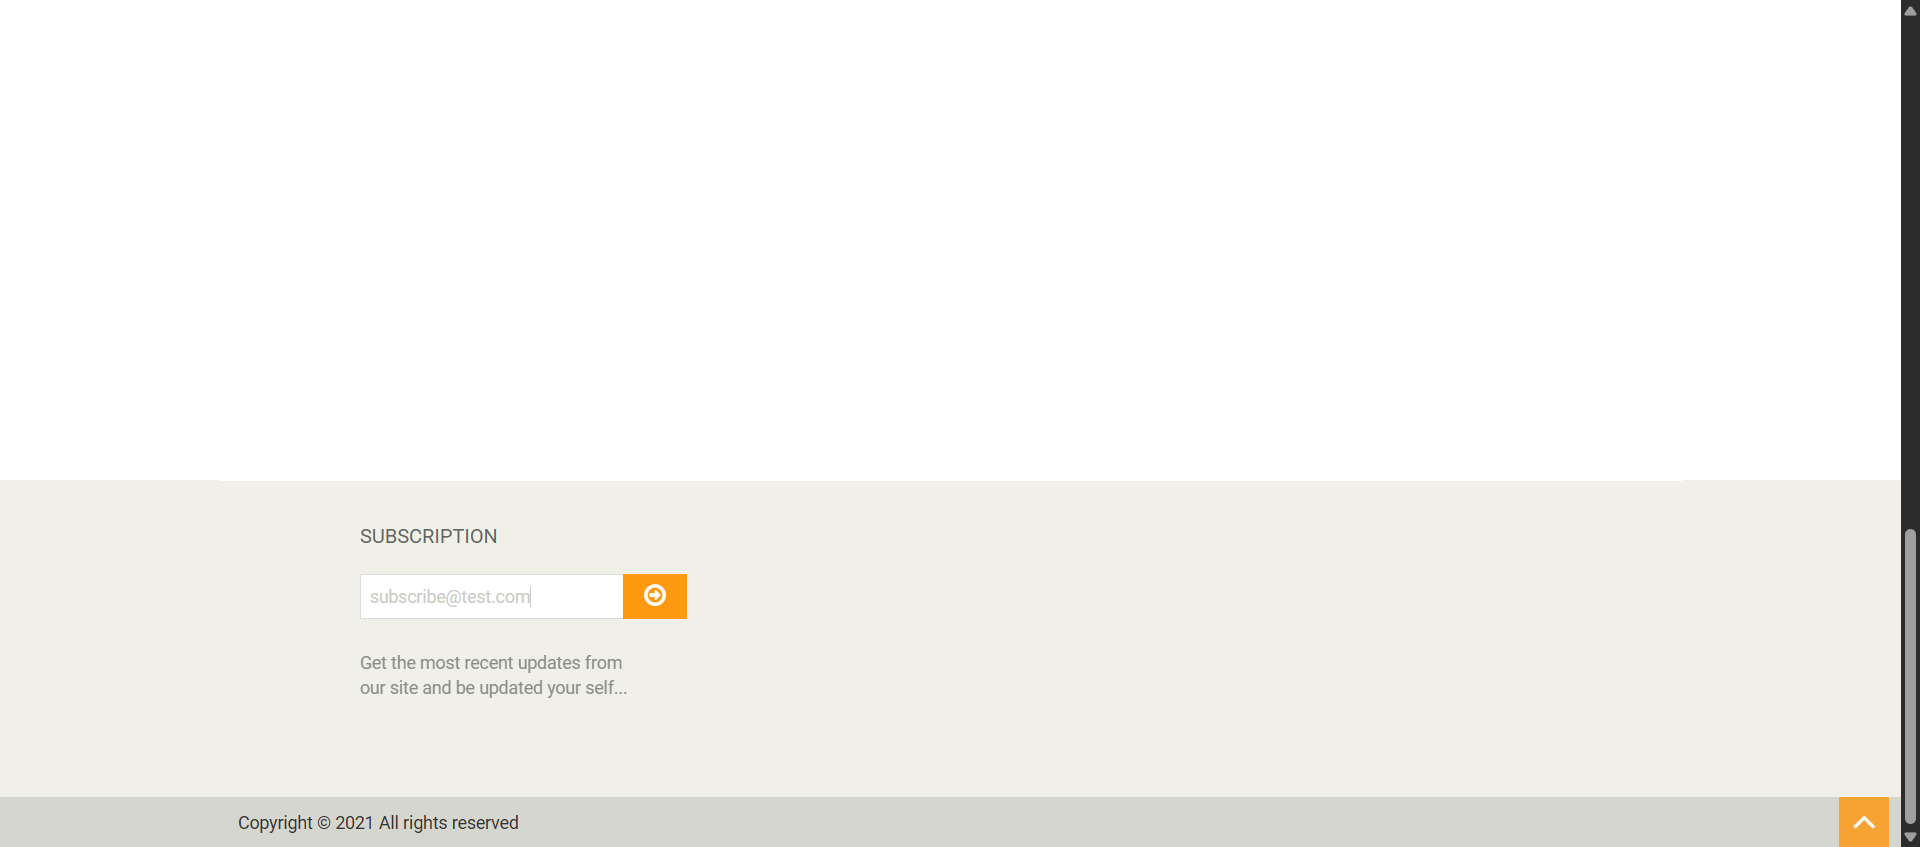 SUBSCRIPTION
subscribe@test.com
Get the most recent updates from
our site and be updated your self...
Copyright © 2021 All rights reserved